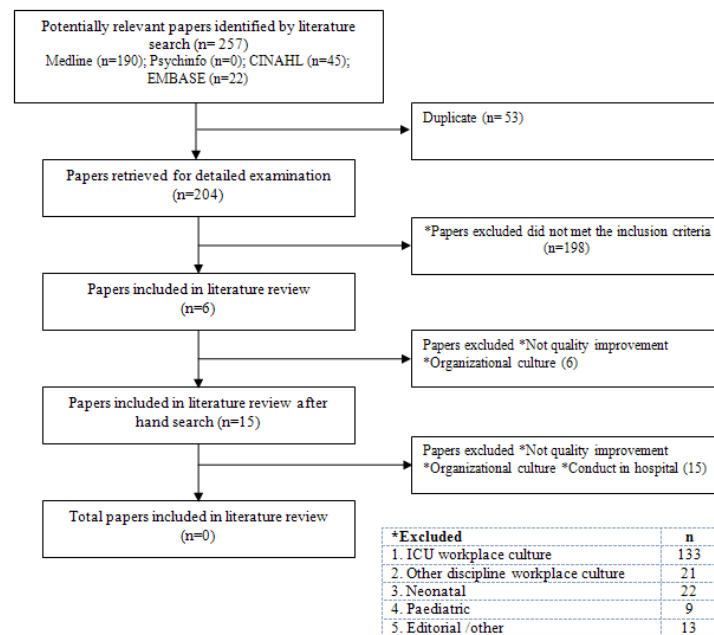 Potentially relevant papers identified by literature
search (n= 257)
Medline (n=190); Psychinfo (n=0); CINAHL (n=45);
EMBASE (n=22)
Duplicate (n= 53)
Papers retrieved for detailed examination
(n=204)
*Papers excluded did not met the inclusion criteria
(n=198)
Papers included in literature review
(n=6)
Papers excluded *Not quality improvement
*Organizational culture (6)
Papers included in literature review after
hand search (n=15)
Papers excluded *Not quality improvement
*Organizational culture *Conduct in hospital (15)
Total papers included in literature review
(n=0)
*Excluded n
1. ICU workplace culture 133
2. Other discipline workplace culture 21
3. Neonatal 22
4. Paediatric 9
5. Editorial /other 13